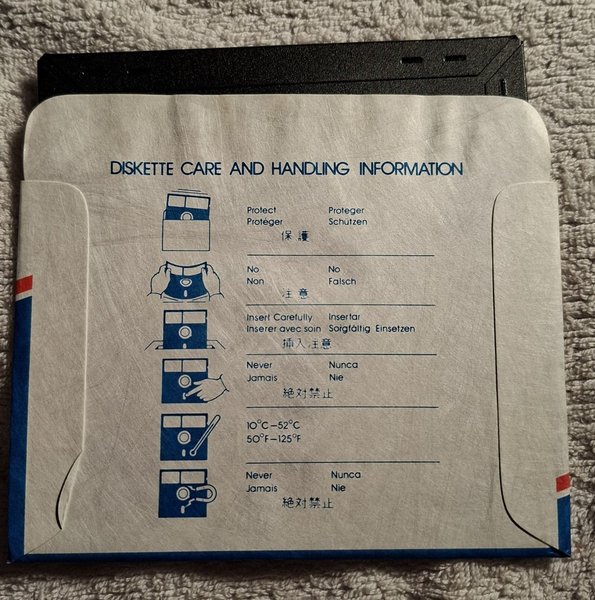 DISKETTE CARE AND HANDLING INFORMATION
Protect Proteger
Protéger Schützen
保護
No No
Non Falsch
注意
Insert Carefully Insertar
Inserer avec soin Sorgfältig Einsetzen
挿入注意
Never Nunca
Jamais Nie
絶対禁止
10°C–52°C
50°F–125°F
Never Nunca
Jamais Nie
絶対禁止